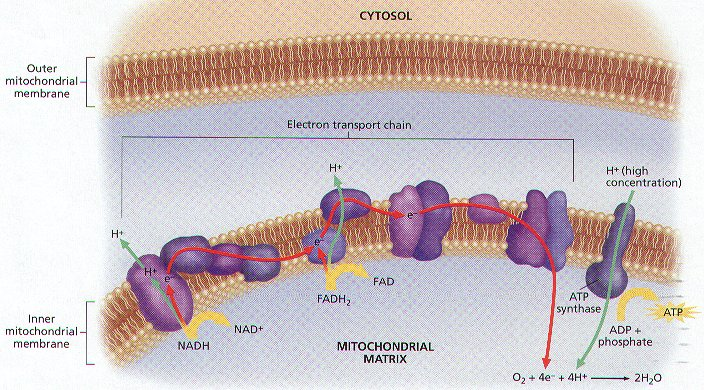 CYTOSOL
Outer
mitochondrial
membrane
Electron transport chain
H+
H+ (high
concentration)
H+
H+
e-
e-
e-
FAD
FADH₂
ATP
synthase
ATP
Inner
mitochondrial
membrane
NAD+
NADH
MITOCHONDRIAL
MATRIX
ADP +
phosphate
O₂ + 4e- + 4H+ → 2H₂O